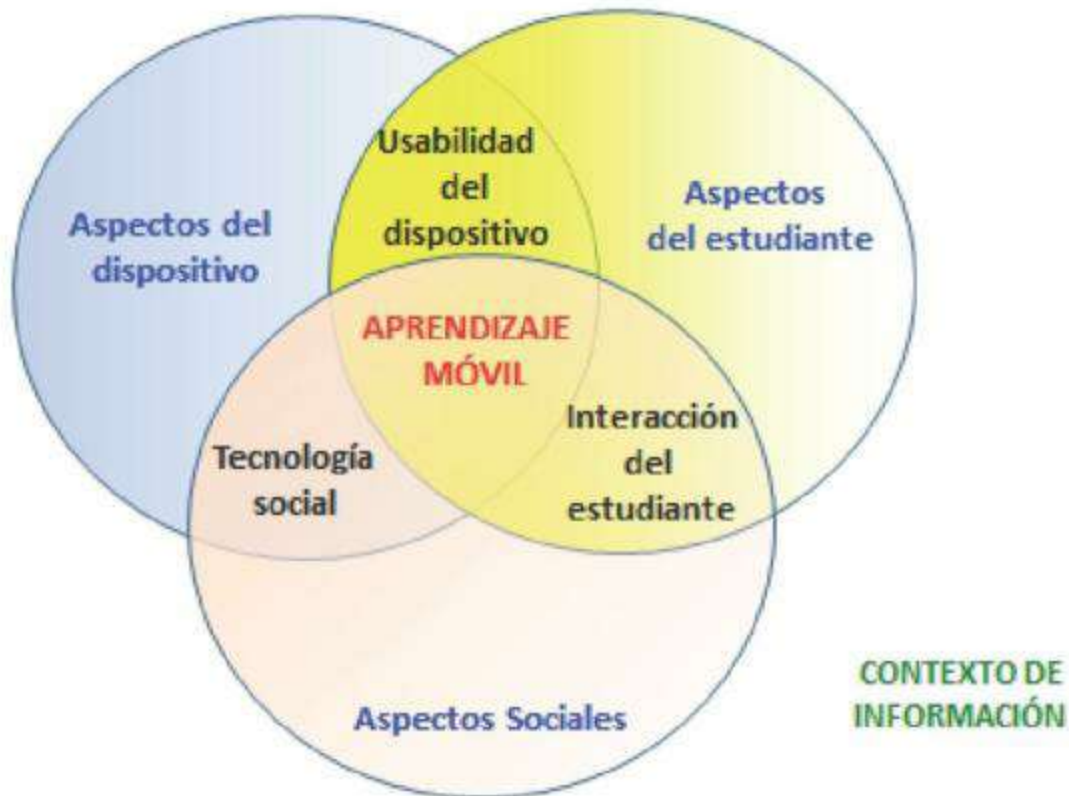 Usabilidad
del
dispositivo
Aspectos del
dispositivo
Aspectos
del estudiante
APRENDIZAJE
MÓVIL
Tecnología
social
Interacción
del
estudiante
Aspectos Sociales
CONTEXTO DE
INFORMACIÓN